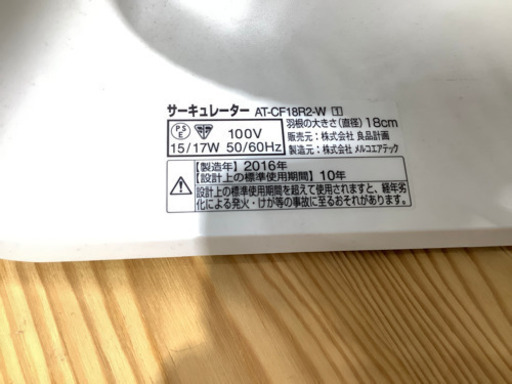 サーキュレーター AT-CF18R2-W 1
羽根の大きさ(直径)18cm
PSE 100V
15/17W 50/60Hz
販売元:株式会社 良品計画
製造元:株式会社 メルコエアテック
【製造年】2016年
【設計上の標準使用期間】10年
設計上の標準使用期間を超えて使用されますと、経年劣
化による発火・けが等の事故に至るおそれがあります。